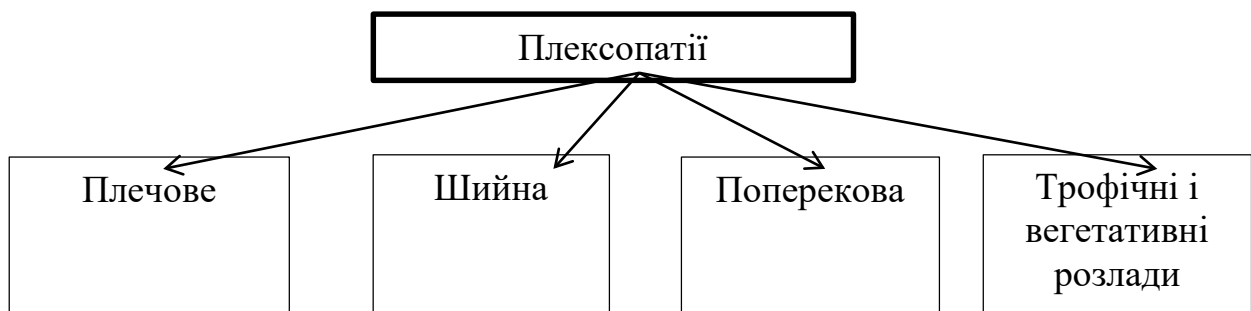 Плексопатії
Плечове
Шийна
Поперекова
Трофічні і
вегетативні
розлади